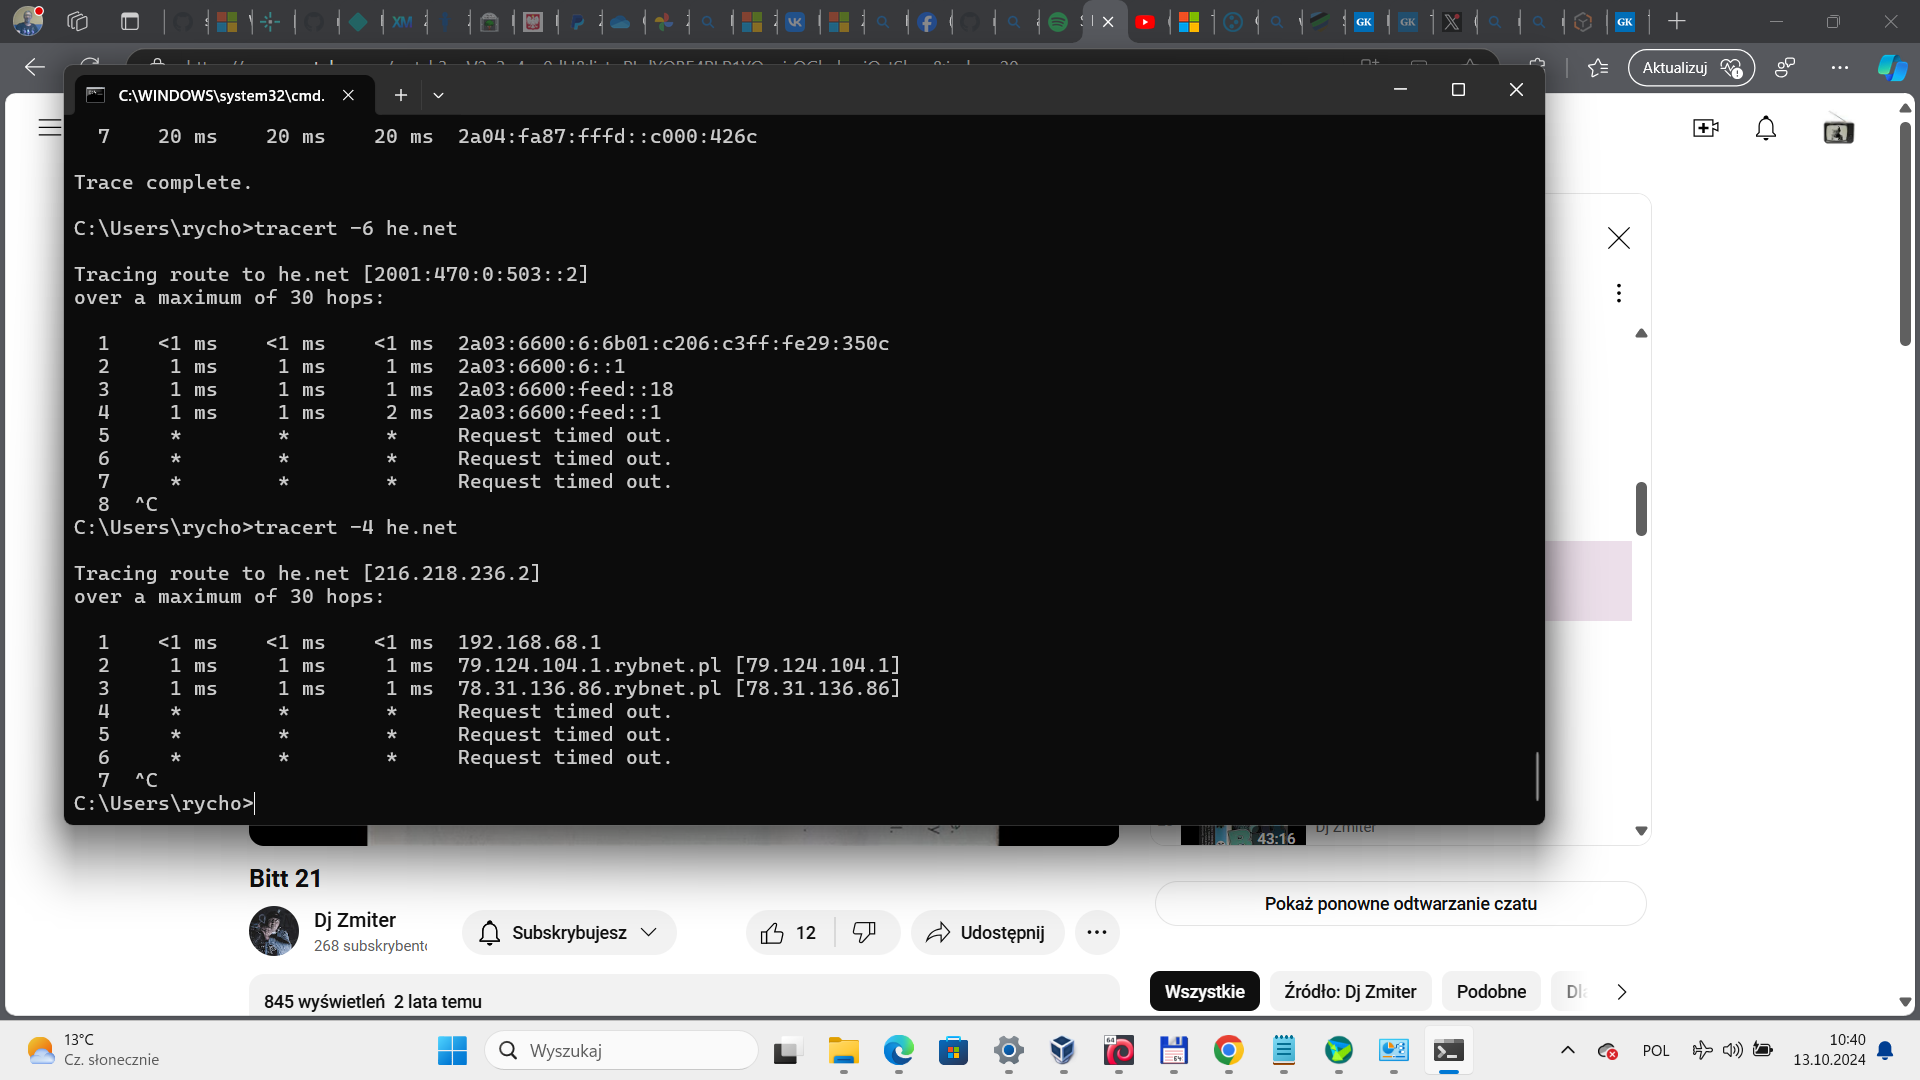 C:\WINDOWS\system32\cmd.
Aktualizuj
7 20 ms 20 ms 20 ms 2a04:fa87:fffd::c000:426c
Trace complete.
C:\Users\rycho>tracert -6 he.net
Tracing route to he.net [2001:470:0:503::2]
over a maximum of 30 hops:
1 <1 ms <1 ms <1 ms 2a03:6600:6:6b01:c206:c3ff:fe29:350c
2 1 ms 1 ms 1 ms 2a03:6600:6::1
3 1 ms 1 ms 1 ms 2a03:6600:feed::18
4 1 ms 1 ms 2 ms 2a03:6600:feed::1
5 * * * Request timed out.
6 * * * Request timed out.
7 * * * Request timed out.
8 ^C
C:\Users\rycho>tracert -4 he.net
Tracing route to he.net [216.218.236.2]
over a maximum of 30 hops:
1 <1 ms <1 ms <1 ms 192.168.68.1
2 1 ms 1 ms 1 ms 79.124.104.1.rybnet.pl [79.124.104.1]
3 1 ms 1 ms 1 ms 78.31.136.86.rybnet.pl [78.31.136.86]
4 * * * Request timed out.
5 * * * Request timed out.
6 * * * Request timed out.
7 ^C
C:\Users\rycho>
Dj Zmiter
43:16
Bitt 21
Dj Zmiter
268 subskrybentó
Subskrybujesz
12
Udostępnij
Pokaż ponowne odtwarzanie czatu
845 wyświetleń 2 lata temu
Wszystkie
Źródło: Dj Zmiter
Podobne
13°C
Cz. słonecznie
Wyszukaj
POL
10:40
13.10.2024